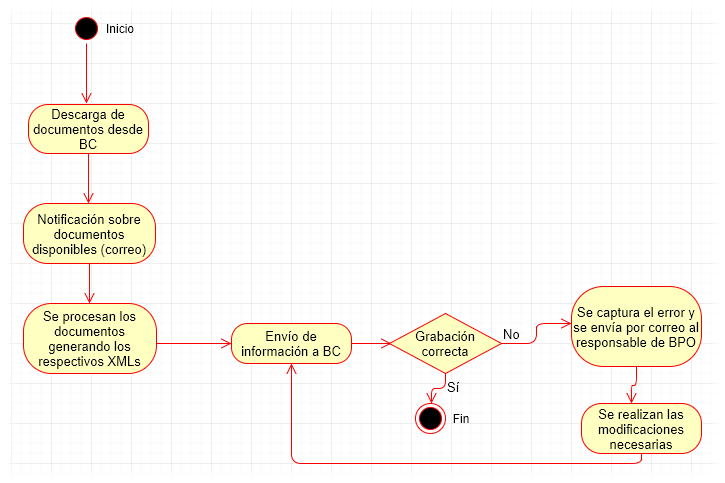 Inicio
Descarga de
documentos desde
BC
Notificación sobre
documentos
disponibles (correo)
Se procesan los
documentos
generando los
respectivos XMLs
Envío de
información a BC
Grabación
correcta
No
Sí
Fin
Se captura el error y
se envía por correo al
responsable de BPO
Se realizan las
modificaciones
necesarias